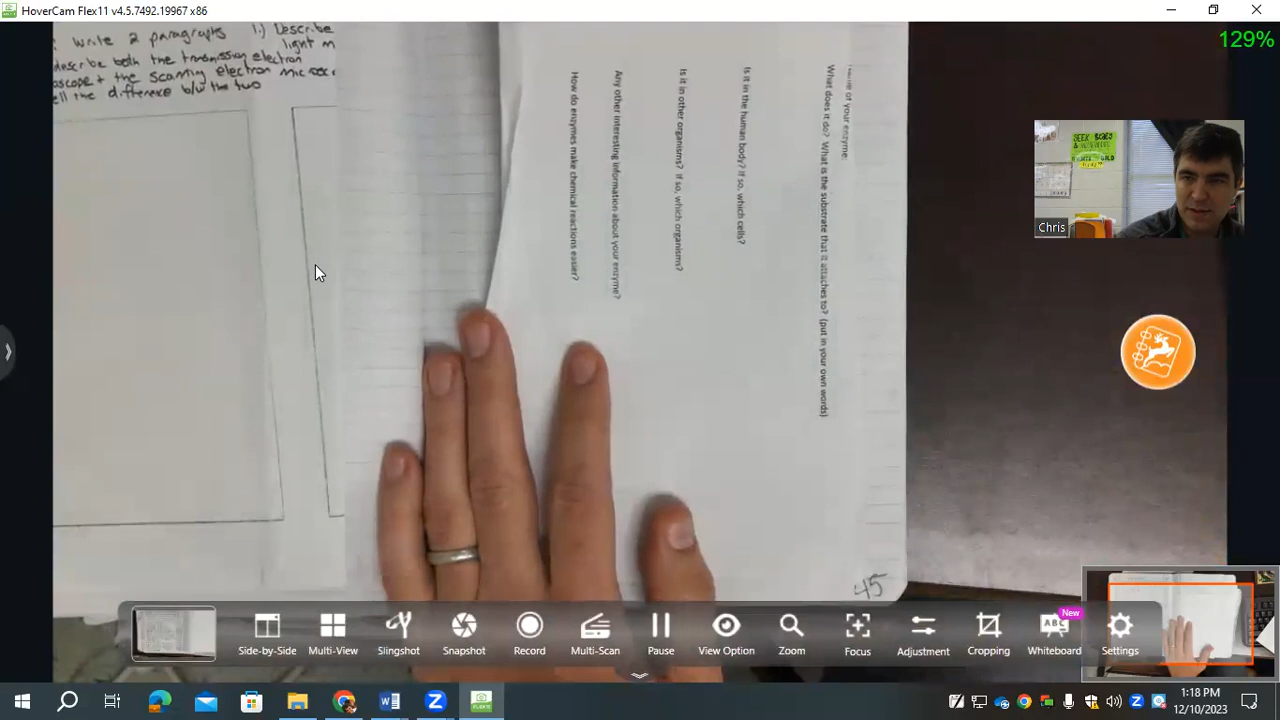 HoverCam Flex11 v4.5.7492.19967 x86
129%
: Write 2 paragraphs 1.) Describe
light m
describe both the transmission electron
oscope + the scanning electron
ell the difference b/w the two
What does it do? What is the substrate that it attaches to? (put in your own words)
Is it in the human body? If so, which cells?
Is it in other organisms? If so, which organisms?
Any other interesting information about your enzyme?
How do enzymes make chemical reactions easier?
45
SEEK
Chris
Side-by-Side
Multi-View
Slingshot
Snapshot
Record
Multi-Scan
Pause
View Option
Zoom
Focus
Adjustment
Cropping
New
ABC
Whiteboard
Settings
1:18 PM
12/10/2023